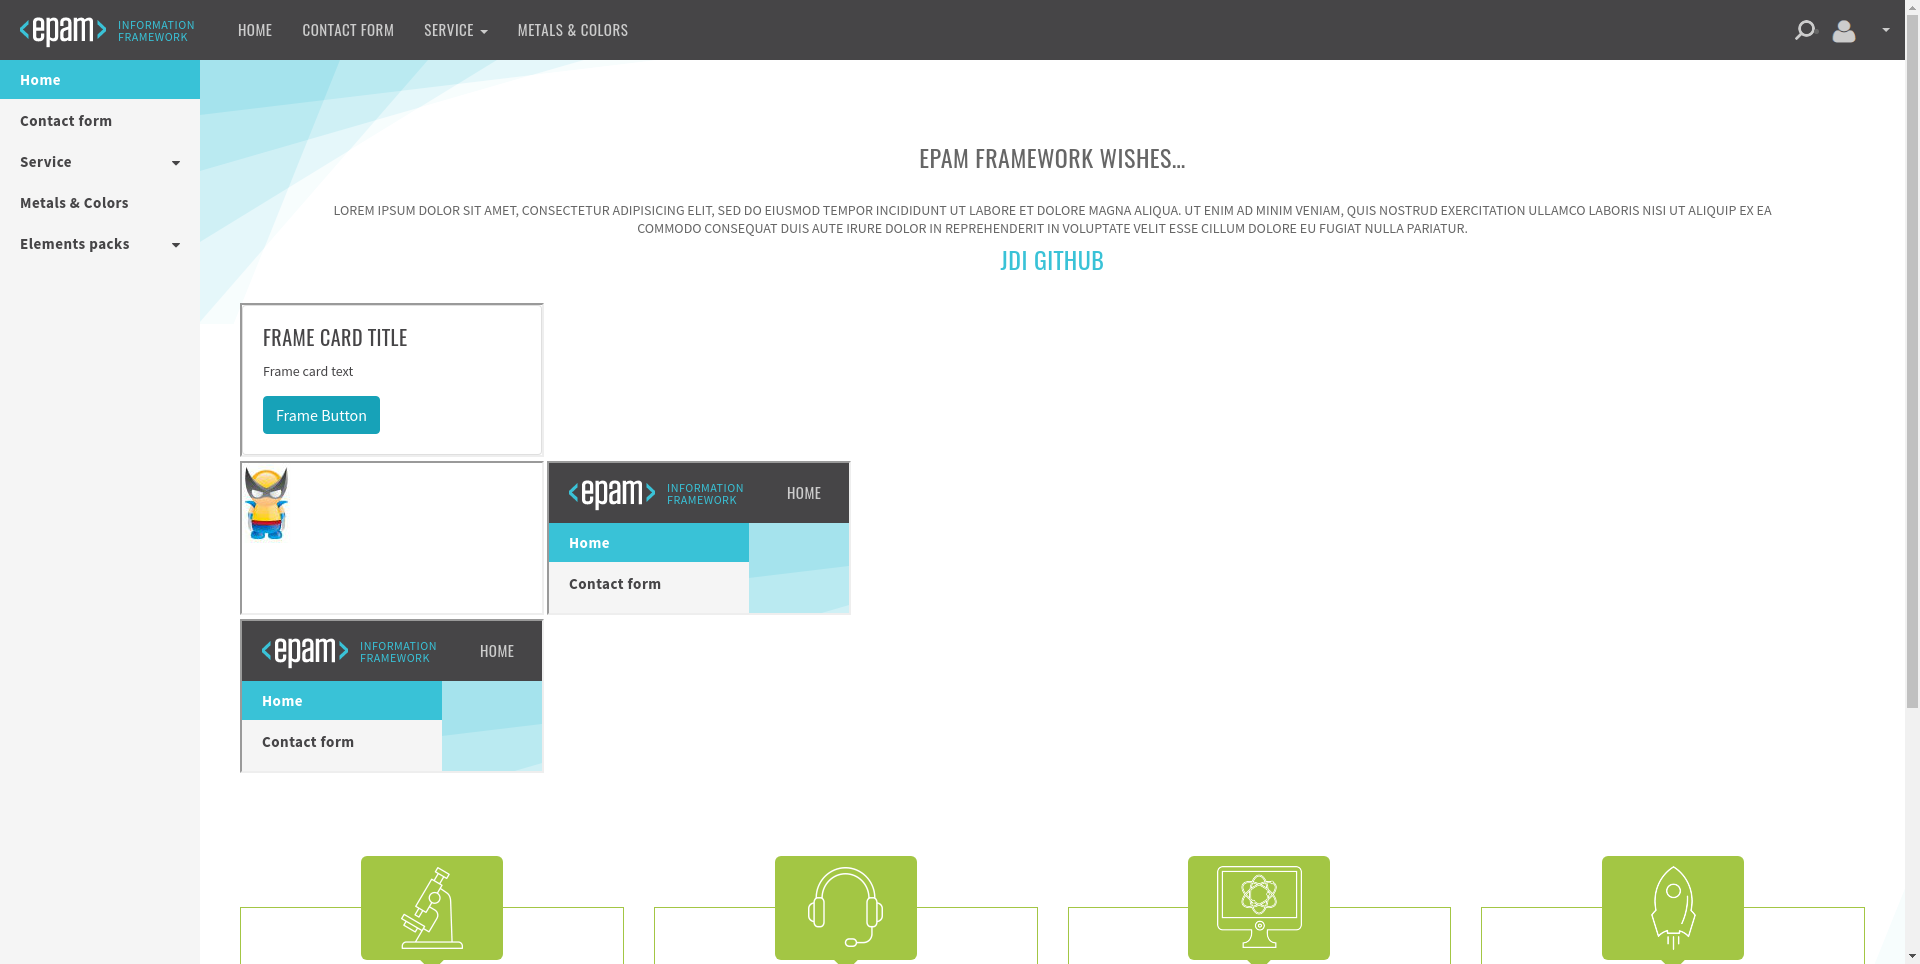 epam INFORMATION FRAMEWORK HOME CONTACT FORM SERVICE METALS & COLORS
Home
Contact form
Service
Metals & Colors
Elements packs
EPAM FRAMEWORK WISHES...
LOREM IPSUM DOLOR SIT AMET, CONSECTETUR ADIPISICING ELIT, SED DO EIUSMOD TEMPOR INCIDIDUNT UT LABORE ET DOLORE MAGNA ALIQUA. UT ENIM AD MINIM VENIAM, QUIS NOSTRUD EXERCITATION ULLAMCO LABORIS NISI UT ALIQUIP EX EA
COMMODO CONSEQUAT DUIS AUTE IRURE DOLOR IN REPREHENDERIT IN VOLUPTATE VELIT ESSE CILLUM DOLORE EU FUGIAT NULLA PARIATUR.
JDI GITHUB
FRAME CARD TITLE
Frame card text
Frame Button
epam INFORMATION FRAMEWORK HOME
Home
Contact form
epam INFORMATION FRAMEWORK HOME
Home
Contact form